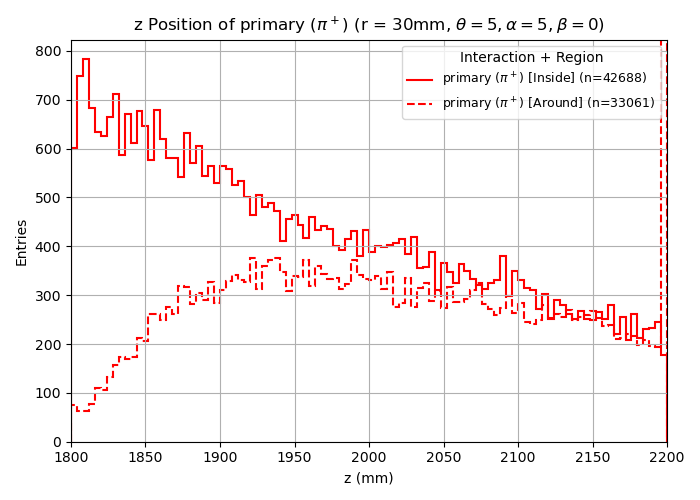 z Position of primary (π⁺) (r = 30mm, θ = 5, α = 5, β = 0)
Interaction + Region
primary (π⁺) [Inside] (n=42688)
primary (π⁺) [Around] (n=33061)
800
700
600
500
400
300
200
100
0
Entries
1800 1850 1900 1950 2000 2050 2100 2150 2200
z (mm)